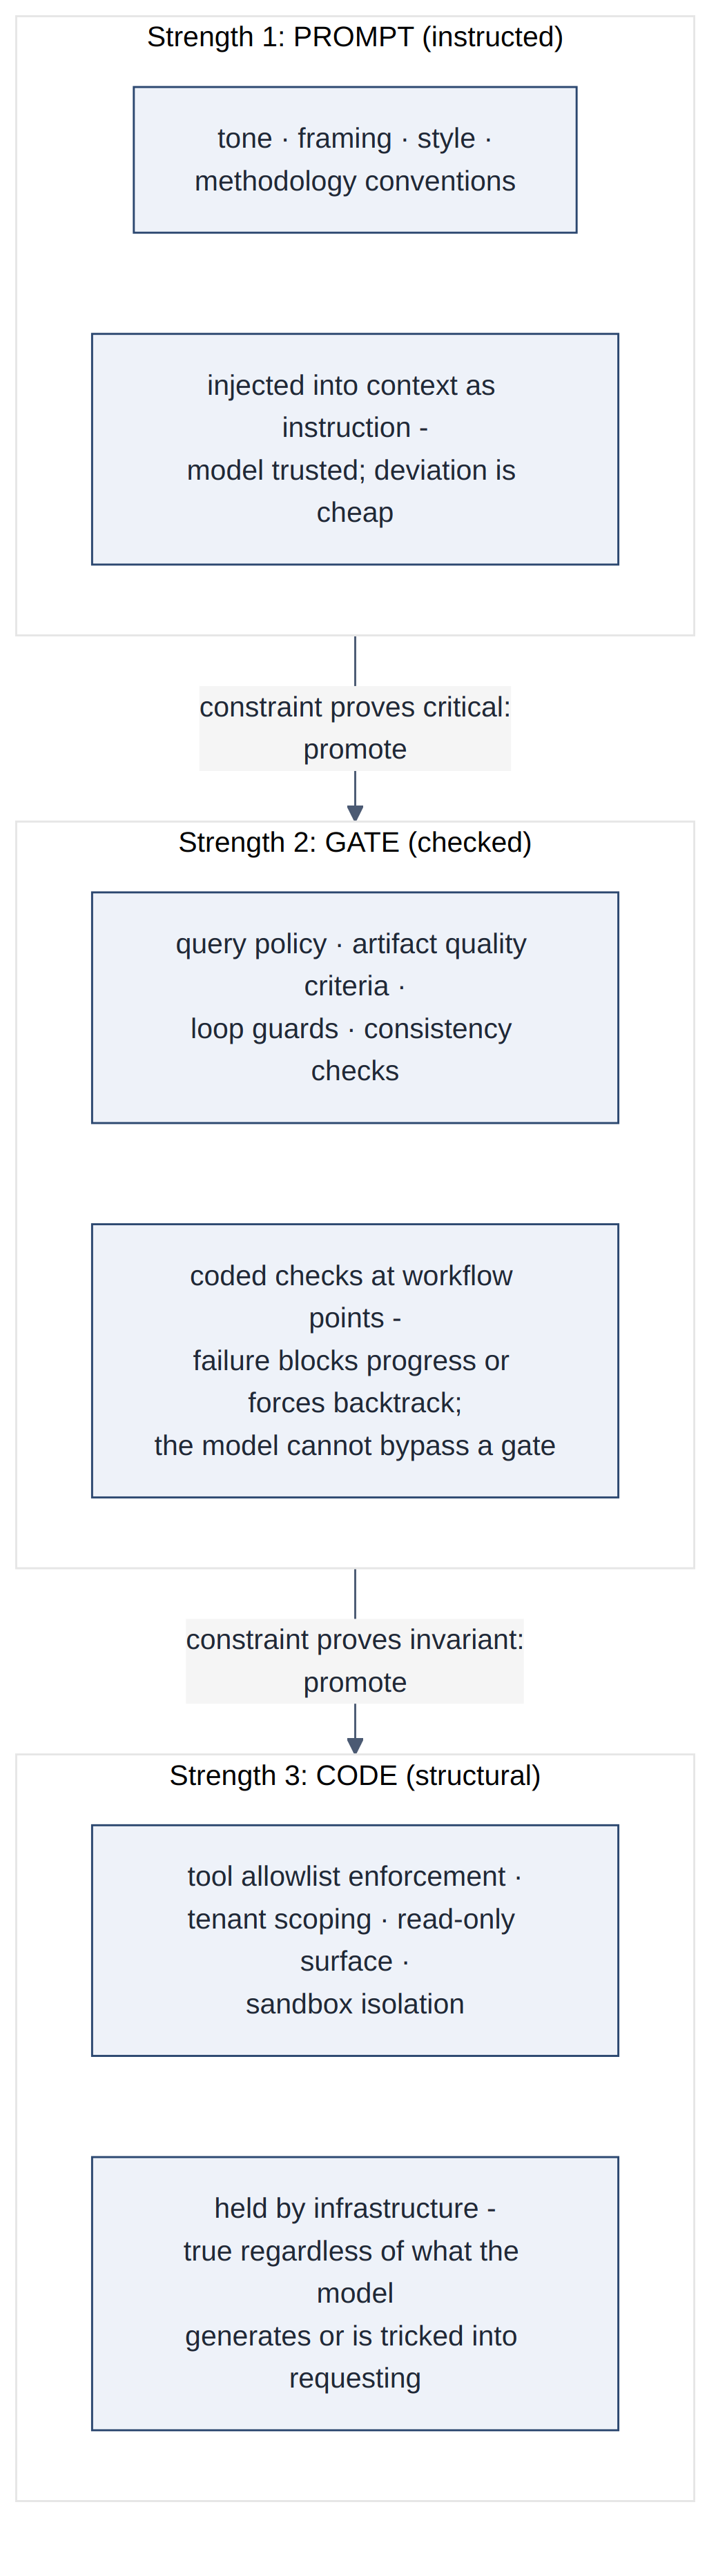 Strength 1: PROMPT (instructed)
tone · framing · style ·
methodology conventions
injected into context as
instruction -
model trusted; deviation is
cheap
constraint proves critical:
promote
Strength 2: GATE (checked)
query policy · artifact quality
criteria ·
loop guards · consistency
checks
coded checks at workflow
points -
failure blocks progress or
forces backtrack;
the model cannot bypass a gate
constraint proves invariant:
promote
Strength 3: CODE (structural)
tool allowlist enforcement ·
tenant scoping · read-only
surface ·
sandbox isolation
held by infrastructure -
true regardless of what the
model
generates or is tricked into
requesting